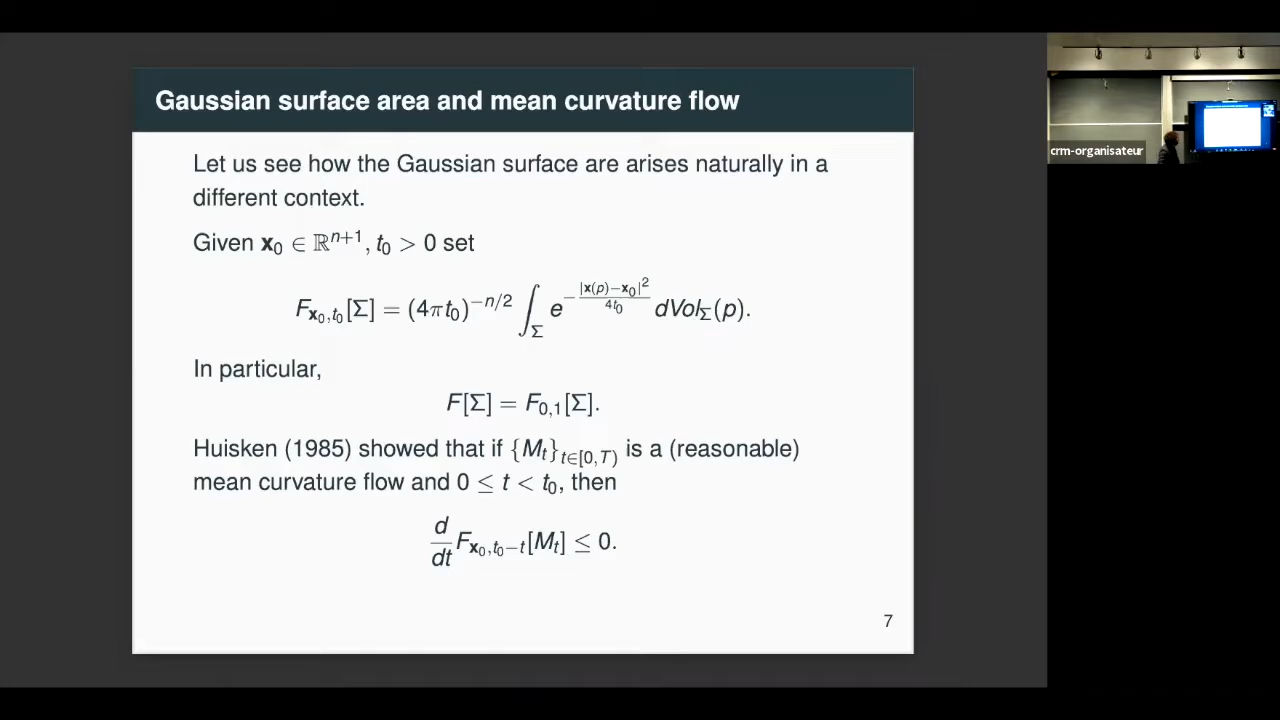 Gaussian surface area and mean curvature flow
Let us see how the Gaussian surface are arises naturally in a
different context.
Given x₀ ∈ ℝⁿ⁺¹, t₀ > 0 set
F_{x₀,t₀}[Σ] = (4πt₀)^{−n/2} ∫_Σ e^{−|x(p)−x₀|²/4t₀} dVol_Σ(p).
In particular,
F[Σ] = F_{0,1}[Σ].
Huisken (1985) showed that if {M_t}_{t∈[0,T)} is a (reasonable)
mean curvature flow and 0 ≤ t < t₀, then
d/dt F_{x₀,t₀−t}[M_t] ≤ 0.
7
crm-organisateur